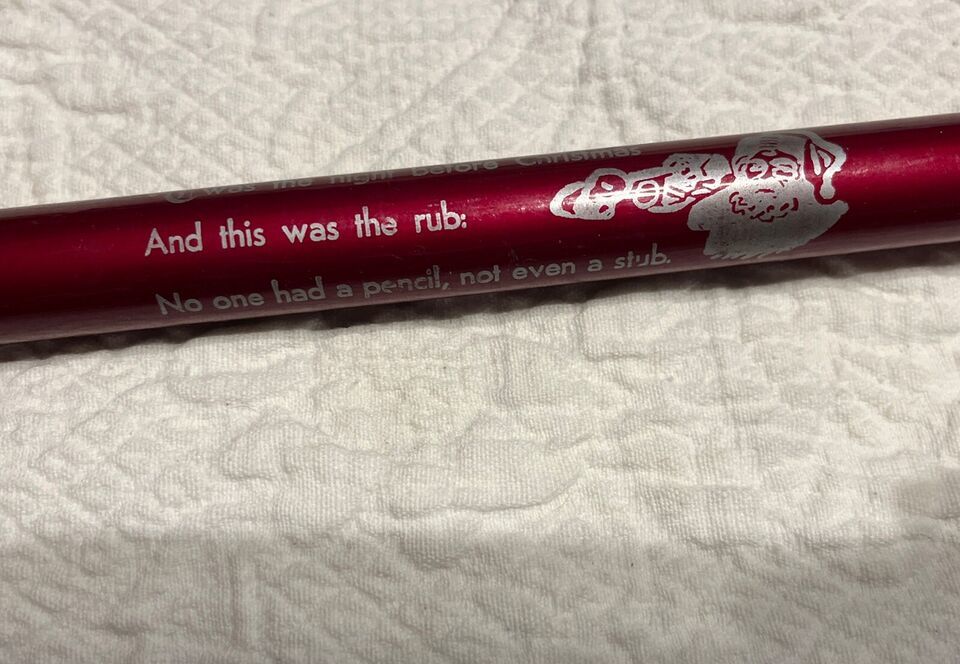 was the night before Christmas
And this was the rub:
No one had a pencil, not even a stub.